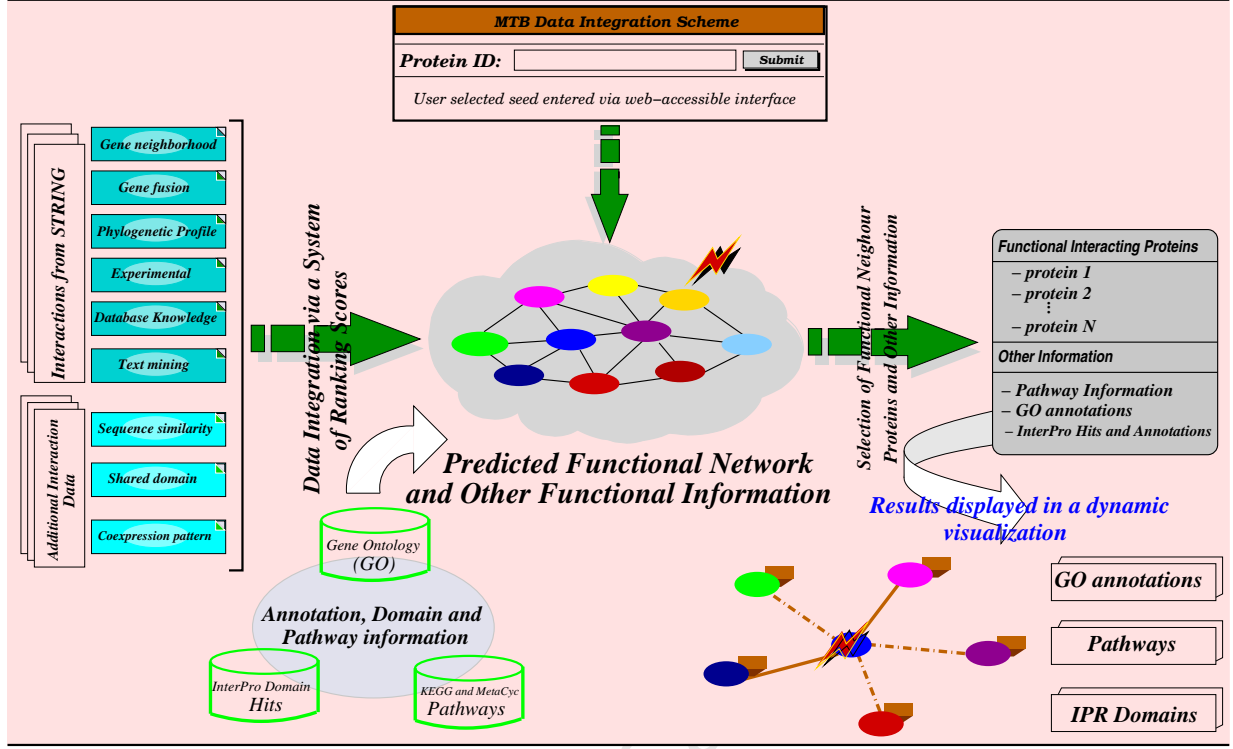 MTB Data Integration Scheme
Protein ID:
Submit
User selected seed entered via web–accessible interface
Interactions from STRING
Gene neighborhood
Gene fusion
Phylogenetic Profile
Experimental
Database Knowledge
Text mining
Additional Interaction
Data
Sequence similarity
Shared domain
Coexpression pattern
Data Integration via a System
of Ranking Scores
Predicted Functional Network
and Other Functional Information
Selection of Functional Neighour
Proteins and Other Information
Functional Interacting Proteins
– protein 1
– protein 2
⋮
– protein N
Other Information
– Pathway Information
– GO annotations
– InterPro Hits and Annotations
Results displayed in a dynamic
visualization
Gene Ontology
(GO)
Annotation, Domain and
Pathway information
InterPro Domain
Hits
KEGG and MetaCyc
Pathways
GO annotations
Pathways
IPR Domains